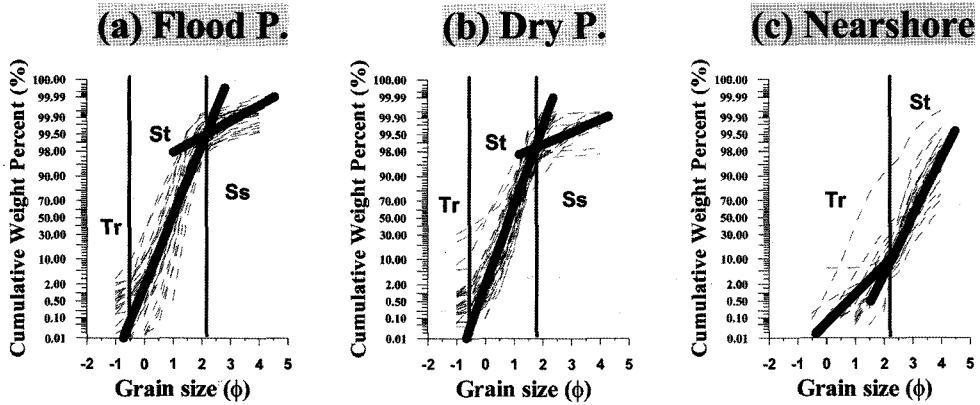 (a) Flood P.
Cumulative Weight Percent (%)
100.00
99.99
99.90
99.50
98.00
70.00
30.00
10.00
2.00
0.50
0.10
0.01
St
Tr
Ss
-2 -1 0 1 2 3 4 5
Grain size (ϕ)
(b) Dry P.
Cumulative Weight Percent (%)
100.00
99.99
99.90
99.50
98.00
70.00
30.00
10.00
2.00
0.50
0.10
0.01
St
Tr
Ss
-2 -1 0 1 2 3 4 5
Grain size (ϕ)
(c) Nearshore
Cumulative Weight Percent (%)
100.00
99.99
99.90
99.50
98.00
70.00
30.00
10.00
2.00
0.50
0.10
0.01
St
Tr
-2 -1 0 1 2 3 4 5
Grain size (ϕ)